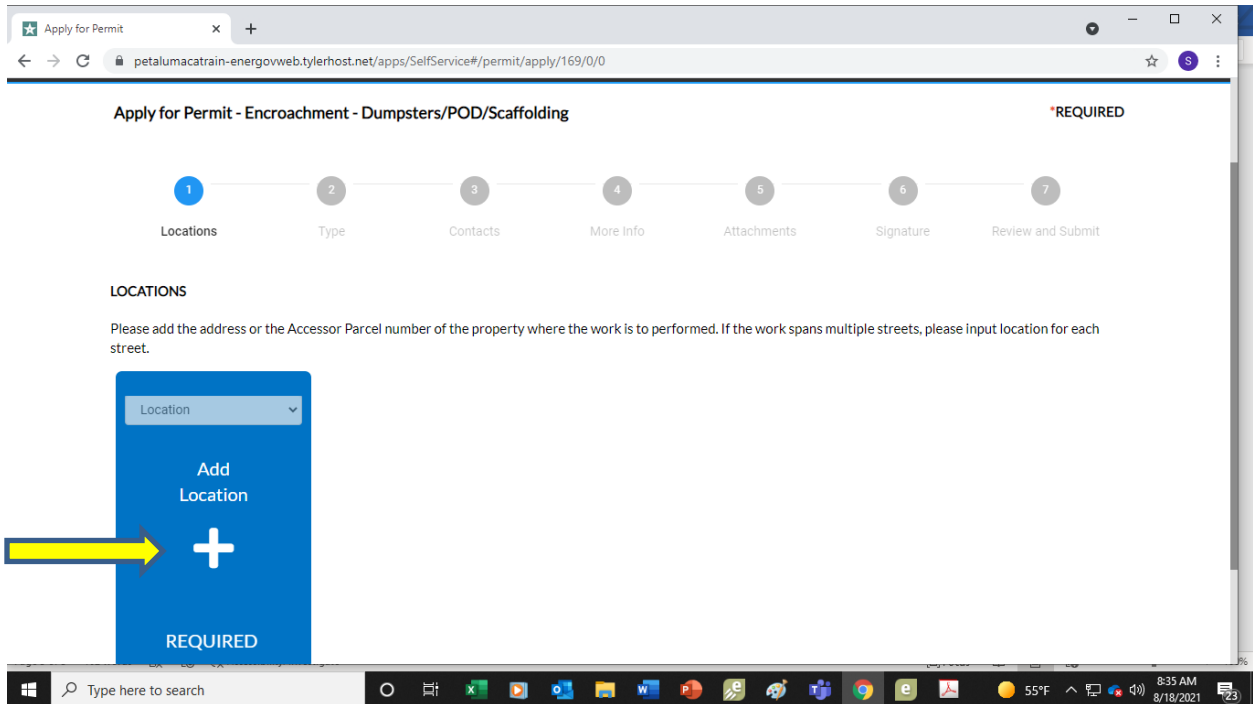 Apply for Permit
petalumacatrain-energovweb.tylerhost.net/apps/SelfService#/permit/apply/169/0/0
S
Apply for Permit - Encroachment - Dumpsters/POD/Scaffolding
*REQUIRED
1 2 3 4 5 6 7
Locations Type Contacts More Info Attachments Signature Review and Submit
LOCATIONS
Please add the address or the Accessor Parcel number of the property where the work is to performed. If the work spans multiple streets, please input location for each
street.
Location
Add
Location
REQUIRED
Type here to search
55°F
8:35 AM
8/18/2021
23